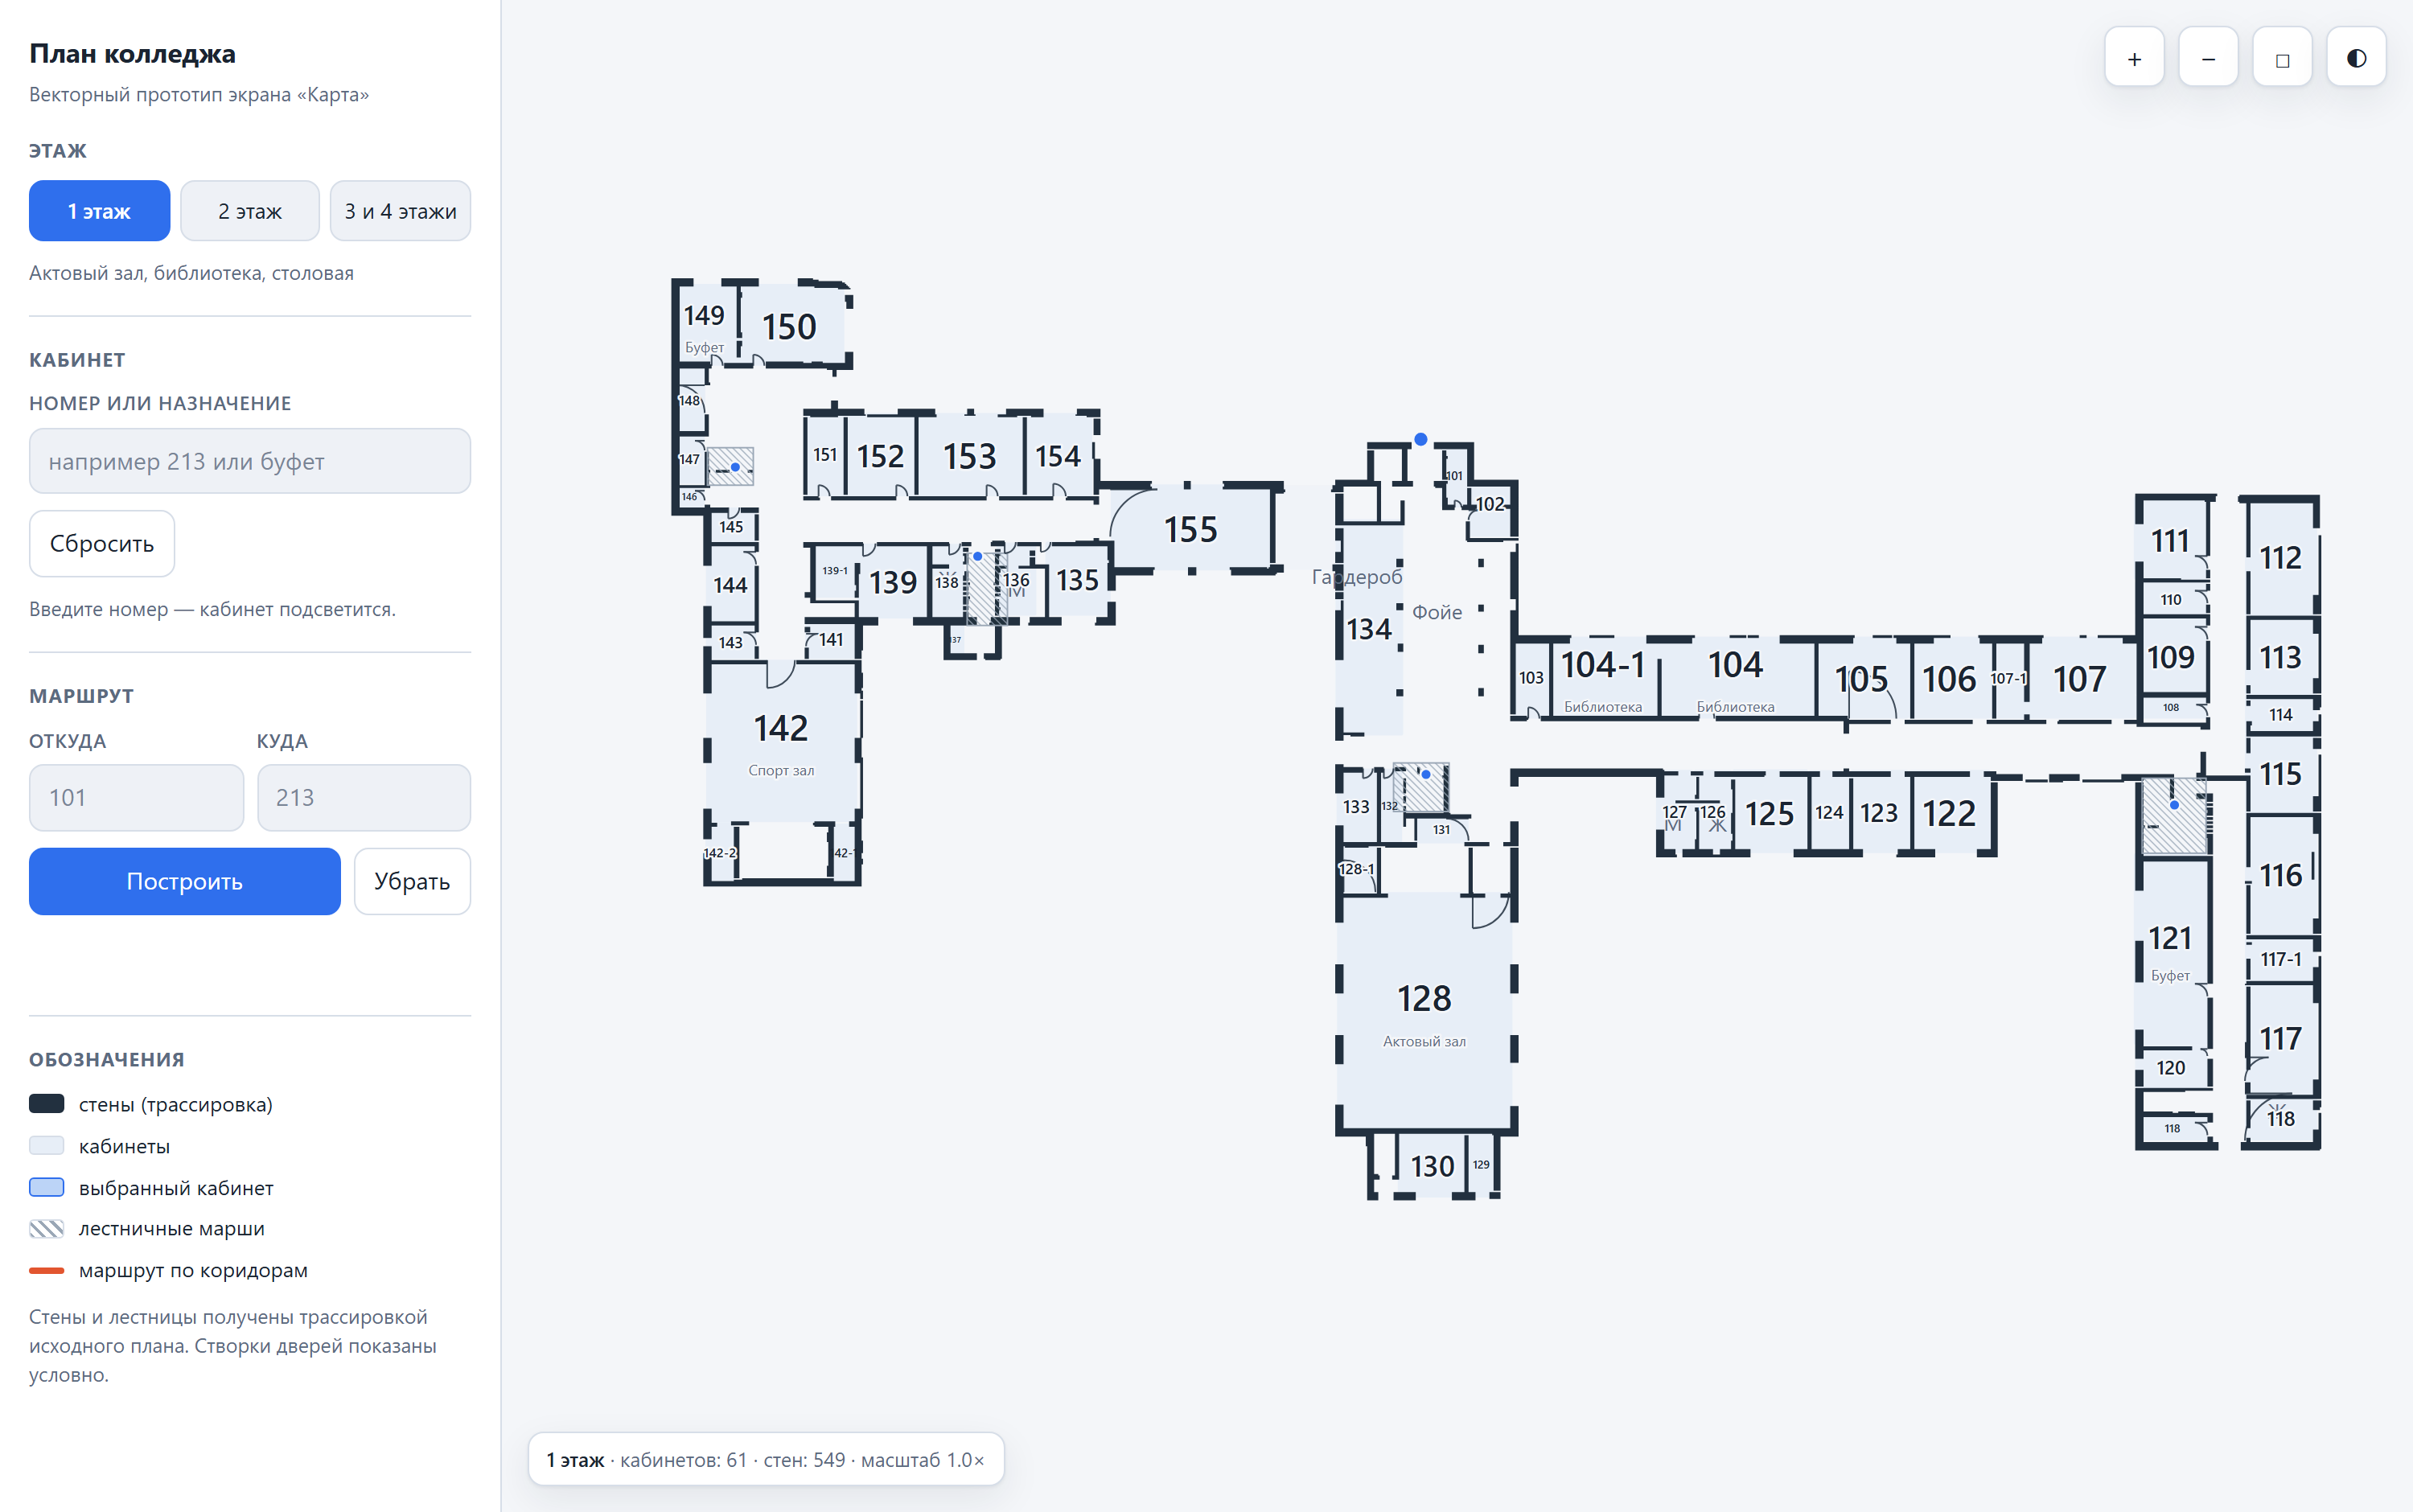 План колледжа
Векторный прототип экрана «Карта»
ЭТАЖ
1 этаж
2 этаж
3 и 4 этажи
Актовый зал, библиотека, столовая
КАБИНЕТ
НОМЕР ИЛИ НАЗНАЧЕНИЕ
например 213 или буфет
Сбросить
Введите номер — кабинет подсветится.
МАРШРУТ
ОТКУДА
КУДА
101
213
Построить
Убрать
ОБОЗНАЧЕНИЯ
стены (трассировка)
кабинеты
выбранный кабинет
лестничные марши
маршрут по коридорам
Стены и лестницы получены трассировкой
исходного плана. Створки дверей показаны
условно.
+
−
149
Буфет
150
148
147
146
145
144
143
151
152
153
154
155
139-1
139
138
Ж
137
136
М
135
141
142
Спорт зал
142-2
42-
101
102
Гардероб
134
Фойе
103
104-1
Библиотека
104
Библиотека
105
106
107-1
107
111
110
109
108
112
113
114
115
116
117-1
117
Ж
118
133
132
131
128-1
127
М
126
Ж
125
124
123
122
121
Буфет
120
118
128
Актовый зал
130
129
1 этаж · кабинетов: 61 · стен: 549 · масштаб 1.0×